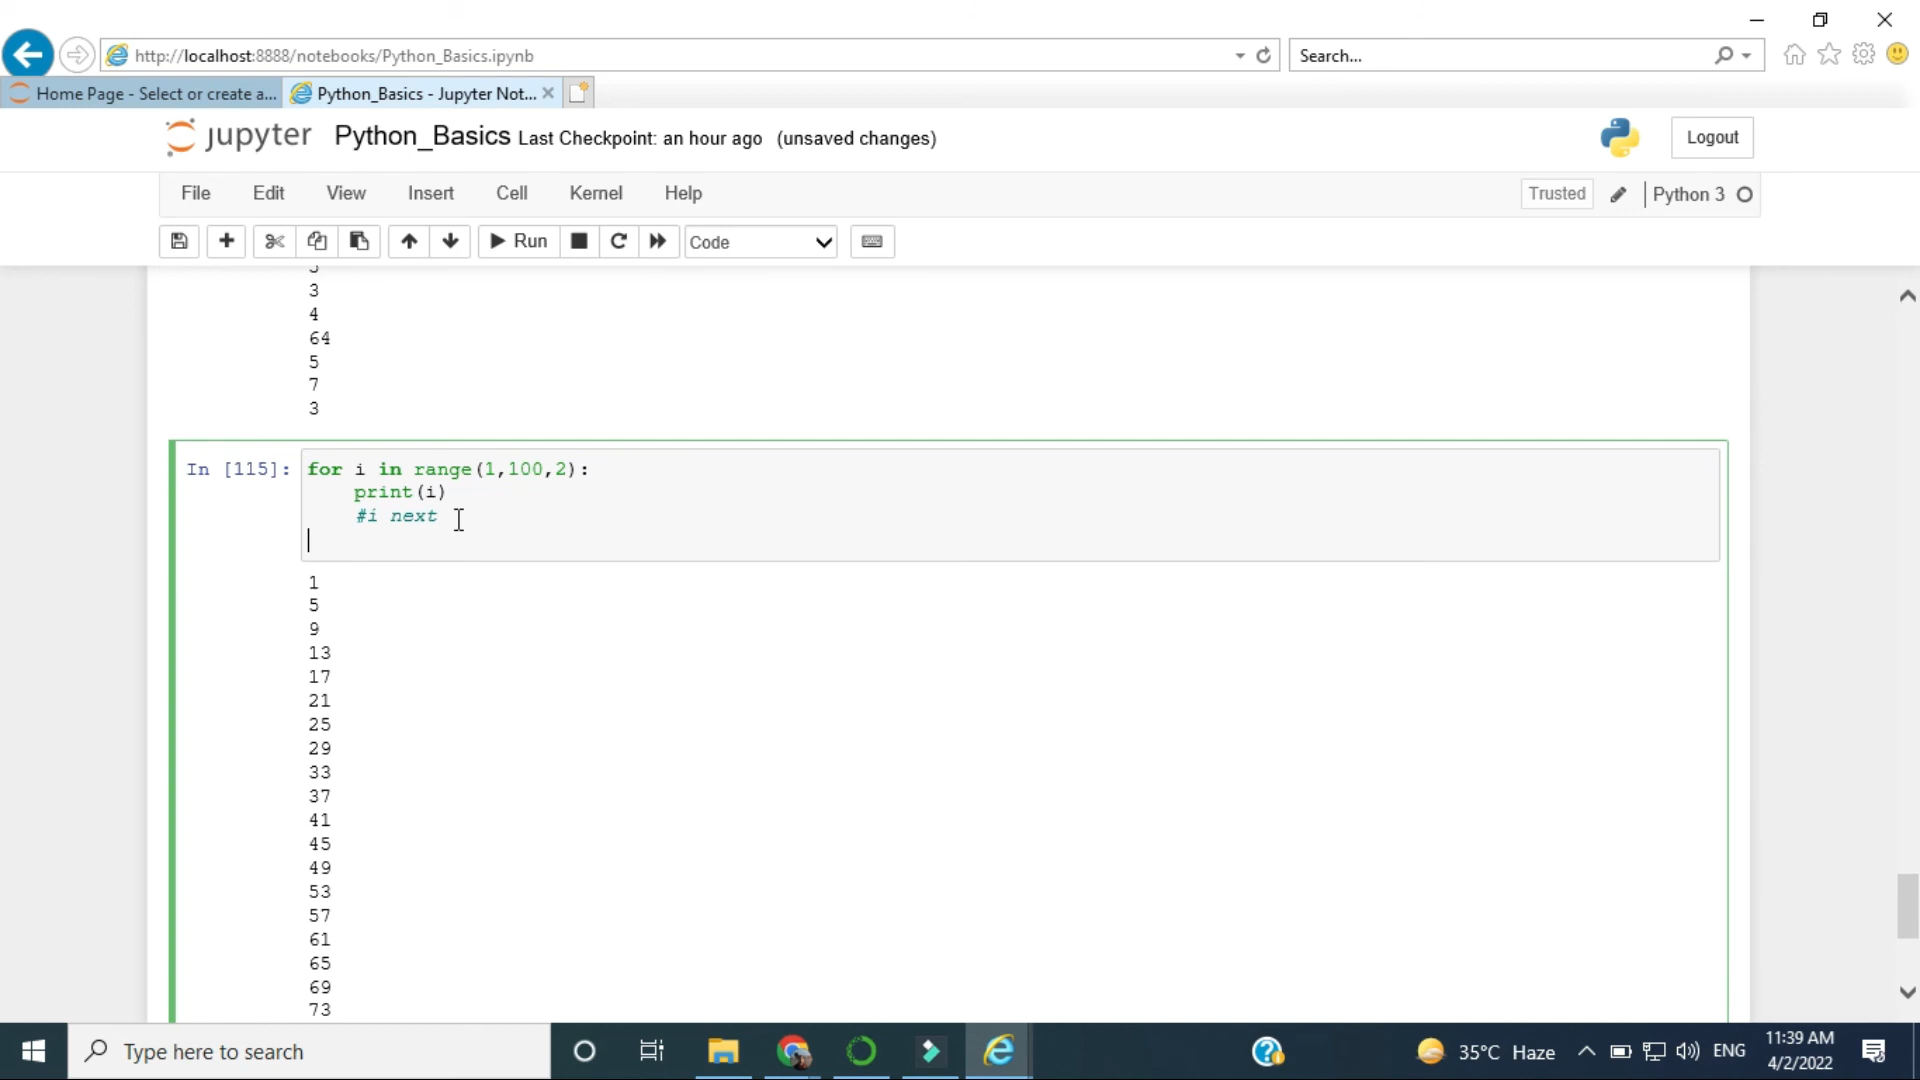 http://localhost:8888/notebooks/Python_Basics.ipynb
Search...
Home Page - Select or create a...
Python_Basics - Jupyter Not...
jupyter Python_Basics Last Checkpoint: an hour ago (unsaved changes)
Logout
File Edit View Insert Cell Kernel Help
Trusted Python 3
Run Code
3
4
64
5
7
3
In [115]: for i in range(1,100,2):
print(i)
#i next
1
5
9
13
17
21
25
29
33
37
41
45
49
53
57
61
65
69
73
Type here to search
35°C Haze
ENG
11:39 AM
4/2/2022